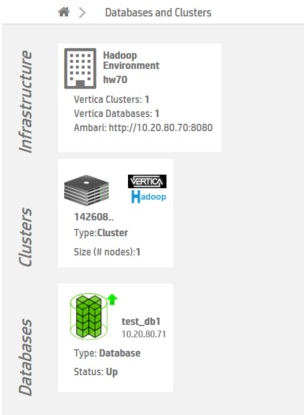 > Databases and Clusters
Infrastructure
Hadoop
Environment
hw70
Vertica Clusters: 1
Vertica Databases: 1
Ambari: http://10.20.80.70:8080
Clusters
VERTICA
Hadoop
142608..
Type:Cluster
Size (# nodes):1
Databases
test_db1
10.20.80.71
Type: Database
Status: Up